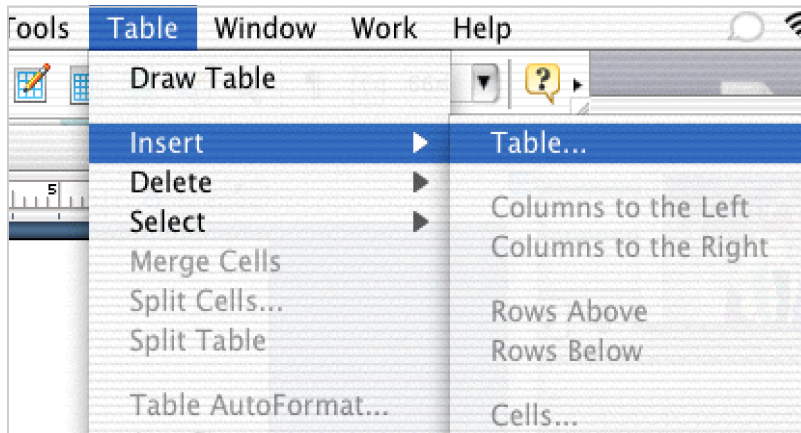 Tools Table Window Work Help
?
Draw Table
Insert
Table...
5
Delete
Select
Columns to the Left
Columns to the Right
Merge Cells
Split Cells...
Split Table
Rows Above
Rows Below
Table AutoFormat...
Cells...